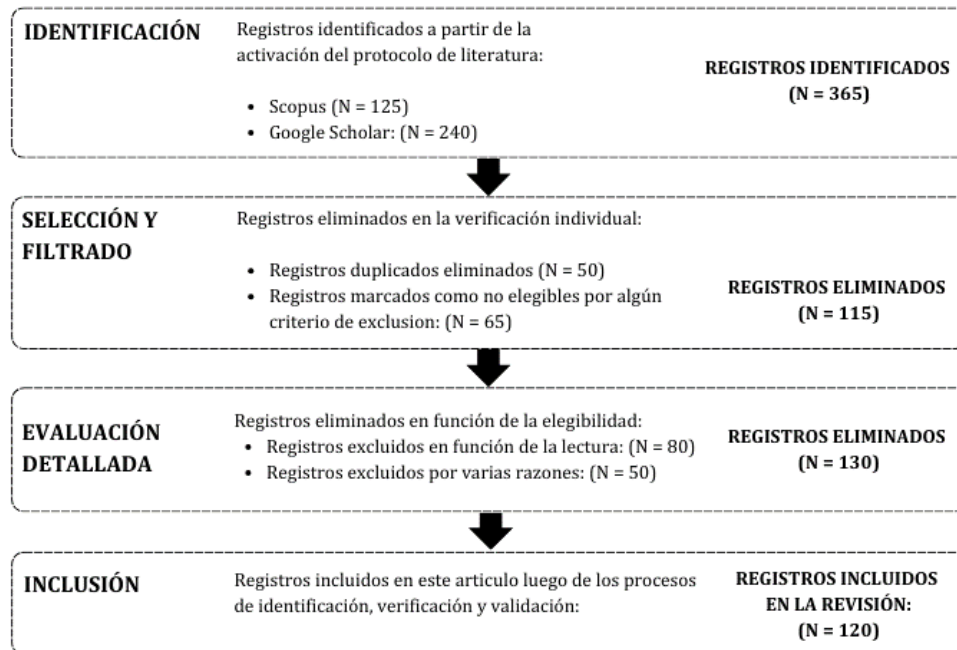 IDENTIFICACIÓN
Registros identificados a partir de la
activación del protocolo de literatura:
• Scopus (N = 125)
• Google Scholar: (N = 240)
REGISTROS IDENTIFICADOS
(N = 365)
SELECCIÓN Y
FILTRADO
Registros eliminados en la verificación individual:
• Registros duplicados eliminados (N = 50)
• Registros marcados como no elegibles por algún
criterio de exclusion: (N = 65)
REGISTROS ELIMINADOS
(N = 115)
EVALUACIÓN
DETALLADA
Registros eliminados en función de la elegibilidad:
• Registros excluidos en función de la lectura: (N = 80)
• Registros excluidos por varias razones: (N = 50)
REGISTROS ELIMINADOS
(N = 130)
INCLUSIÓN
Registros incluidos en este articulo luego de los procesos
de identificación, verificación y validación:
REGISTROS INCLUIDOS
EN LA REVISIÓN:
(N = 120)